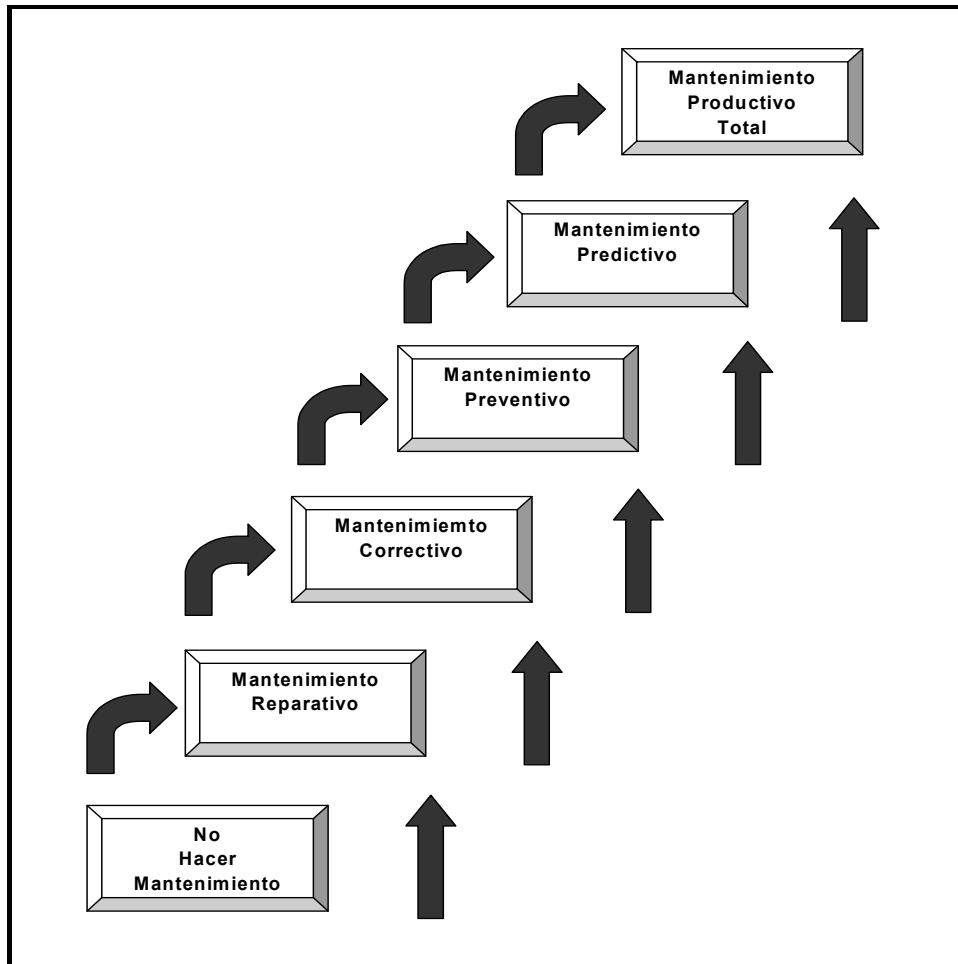 Mantenimiento
Productivo
Total
Mantenimiento
Predictivo
Mantenimiento
Preventivo
Mantenimiemto
Correctivo
Mantenimiento
Reparativo
No
Hacer
Mantenimiento